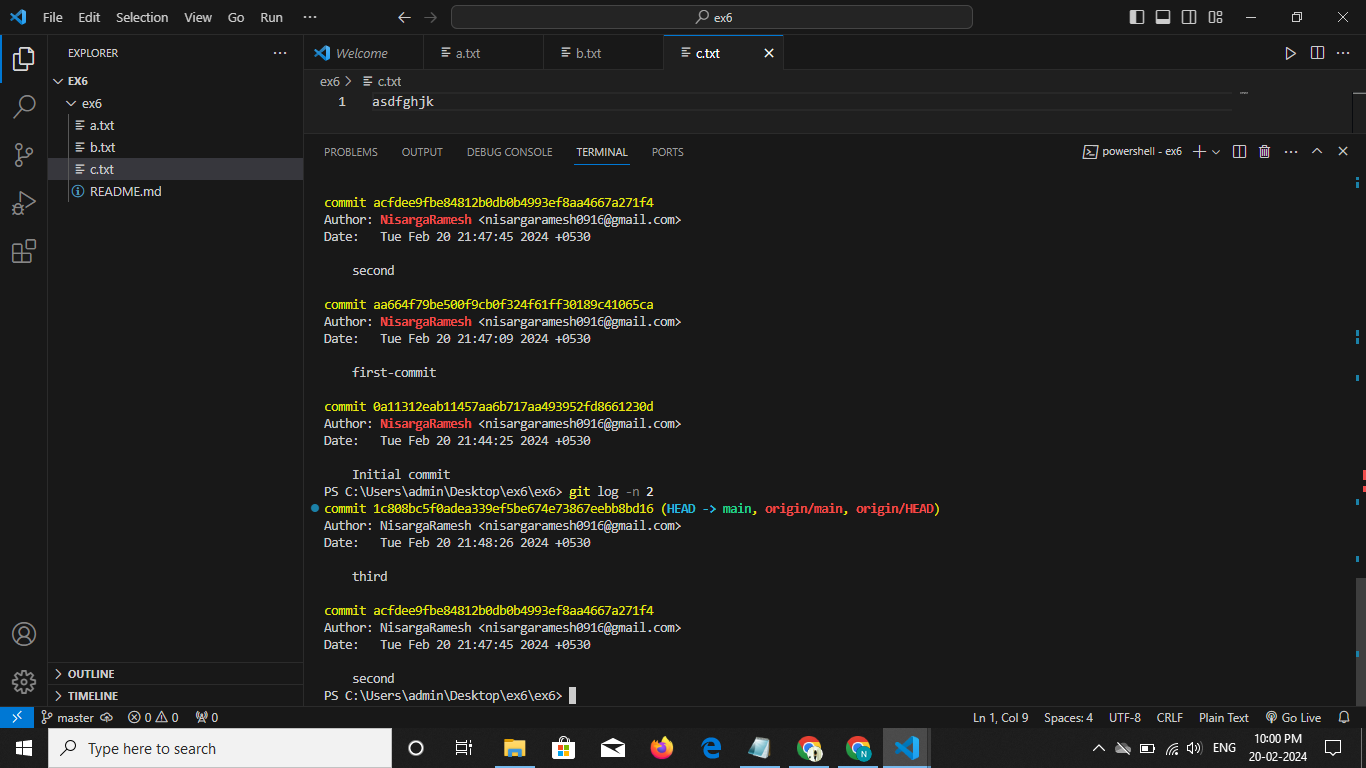 File Edit Selection View Go Run ··· ex6
EXPLORER ···
EX6
ex6
a.txt
b.txt
c.txt
README.md
OUTLINE
TIMELINE
Welcome a.txt b.txt c.txt
ex6 > c.txt
1 asdfghjk
PROBLEMS OUTPUT DEBUG CONSOLE TERMINAL PORTS powershell - ex6
commit acfdee9fbe84812b0db0b4993ef8aa4667a271f4
Author: NisargaRamesh <nisargaramesh0916@gmail.com>
Date: Tue Feb 20 21:47:45 2024 +0530
second
commit aa664f79be500f9cb0f324f61ff30189c41065ca
Author: NisargaRamesh <nisargaramesh0916@gmail.com>
Date: Tue Feb 20 21:47:09 2024 +0530
first-commit
commit 0a11312eab11457aa6b717aa493952fd8661230d
Author: NisargaRamesh <nisargaramesh0916@gmail.com>
Date: Tue Feb 20 21:44:25 2024 +0530
Initial commit
PS C:\Users\admin\Desktop\ex6\ex6> git log -n 2
commit 1c808bc5f0adea339ef5be674e73867eebb8bd16 (HEAD -> main, origin/main, origin/HEAD)
Author: NisargaRamesh <nisargaramesh0916@gmail.com>
Date: Tue Feb 20 21:48:26 2024 +0530
third
commit acfdee9fbe84812b0db0b4993ef8aa4667a271f4
Author: NisargaRamesh <nisargaramesh0916@gmail.com>
Date: Tue Feb 20 21:47:45 2024 +0530
second
PS C:\Users\admin\Desktop\ex6\ex6>
master 0 0 0 Ln 1, Col 9 Spaces: 4 UTF-8 CRLF Plain Text Go Live
Type here to search
ENG
10:00 PM
20-02-2024